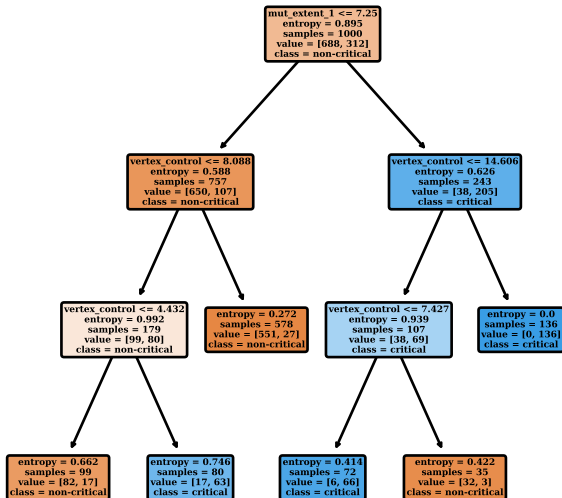 mut_extent_1 <= 7.25
entropy = 0.895
samples = 1000
value = [688, 312]
class = non-critical
vertex_control <= 8.088
entropy = 0.588
samples = 757
value = [650, 107]
class = non-critical
vertex_control <= 14.606
entropy = 0.626
samples = 243
value = [38, 205]
class = critical
vertex_control <= 4.432
entropy = 0.992
samples = 179
value = [99, 80]
class = non-critical
entropy = 0.272
samples = 578
value = [551, 27]
class = non-critical
vertex_control <= 7.427
entropy = 0.939
samples = 107
value = [38, 69]
class = critical
entropy = 0.0
samples = 136
value = [0, 136]
class = critical
entropy = 0.662
samples = 99
value = [82, 17]
class = non-critical
entropy = 0.746
samples = 80
value = [17, 63]
class = critical
entropy = 0.414
samples = 72
value = [6, 66]
class = critical
entropy = 0.422
samples = 35
value = [32, 3]
class = non-critical